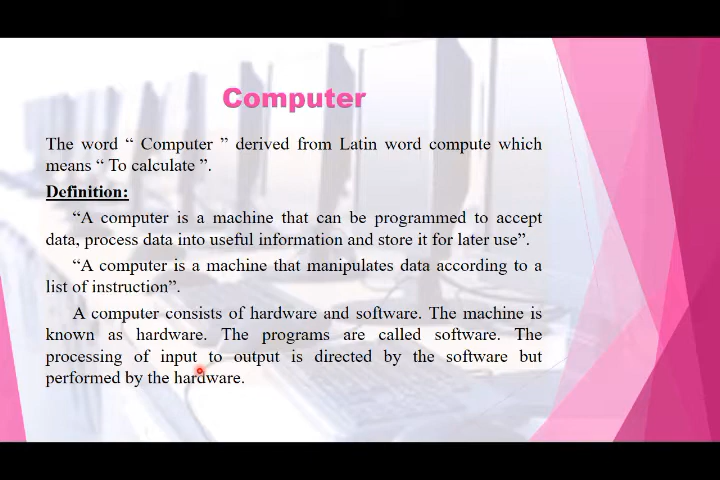 Computer
The word “ Computer ” derived from Latin word compute which
means “ To calculate ”.
Definition:
“A computer is a machine that can be programmed to accept
data, process data into useful information and store it for later use”.
“A computer is a machine that manipulates data according to a
list of instruction”.
A computer consists of hardware and software. The machine is
known as hardware. The programs are called software. The
processing of input to output is directed by the software but
performed by the hardware.